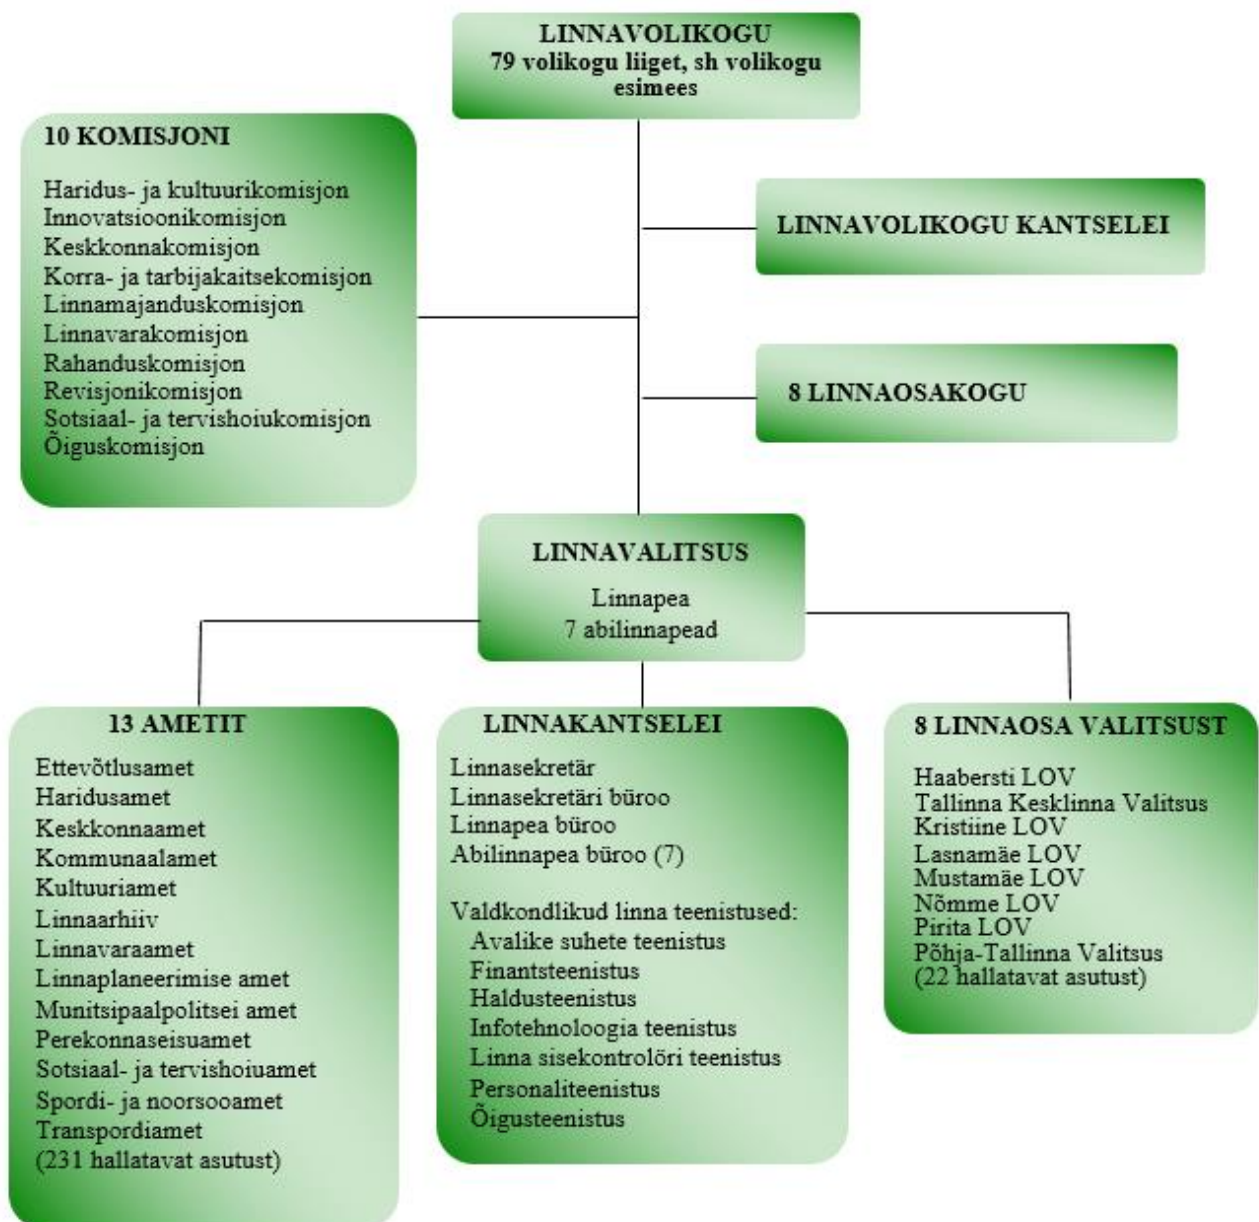 LINNAVOLIKOGU
79 volikogu liiget, sh volikogu
esimees
10 KOMISJONI
Haridus- ja kultuurikomisjon
Innovatsioonikomisjon
Keskkonnakomisjon
Korra- ja tarbijakaitsekomisjon
Linnamajanduskomisjon
Linnavarakomisjon
Rahanduskomisjon
Revisjonikomisjon
Sotsiaal- ja tervishoiukomisjon
Õiguskomisjon
LINNAVOLIKOGU KANTSELEI
8 LINNAOSAKOGU
LINNAVALITSUS
Linnapea
7 abilinnapead
13 AMETIT
Ettevõtlusamet
Haridusamet
Keskkonnaamet
Kommunaalamet
Kultuuriamet
Linnaarhiiv
Linnavaraamet
Linnaplaneerimise amet
Munitsipaalpolitsei amet
Perekonnaseisuamet
Sotsiaal- ja tervishoiuamet
Spordi- ja noorsooamet
Transpordiamet
(231 hallatavat asutust)
LINNAKANTSELEI
Linnasekretär
Linnasekretäri büroo
Linnapea büroo
Abilinnapea büroo (7)
Valdkondlikud linna teenistused:
Avalike suhete teenistus
Finantsteenistus
Haldusteenistus
Infotehnoloogia teenistus
Linna sisekontrolöri teenistus
Personaliteenistus
Õigusteenistus
8 LINNAOSA VALITSUST
Haabersti LOV
Tallinna Kesklinna Valitsus
Kristiine LOV
Lasnamäe LOV
Mustamäe LOV
Nõmme LOV
Pirita LOV
Põhja-Tallinna Valitsus
(22 hallatavat asutust)